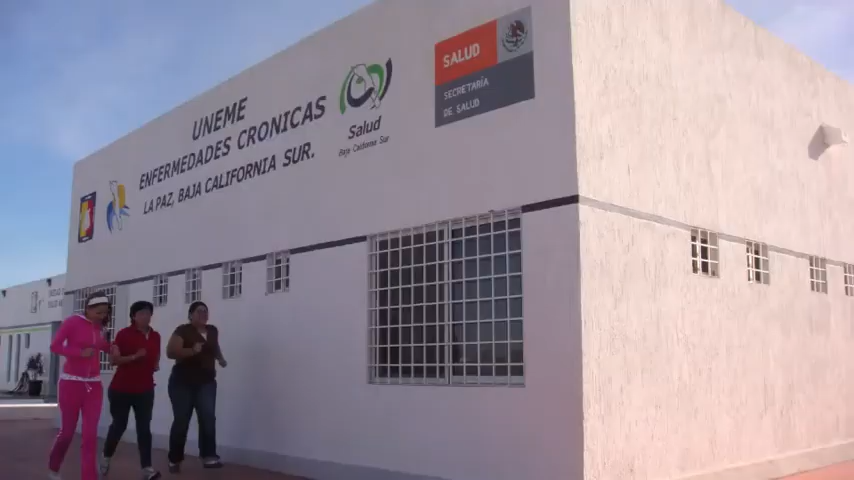 UNEME
ENFERMEDADES CRONICAS
LA PAZ, BAJA CALIFORNIA SUR.
Salud
Baja California Sur
SALUD
SECRETARÍA
DE SALUD